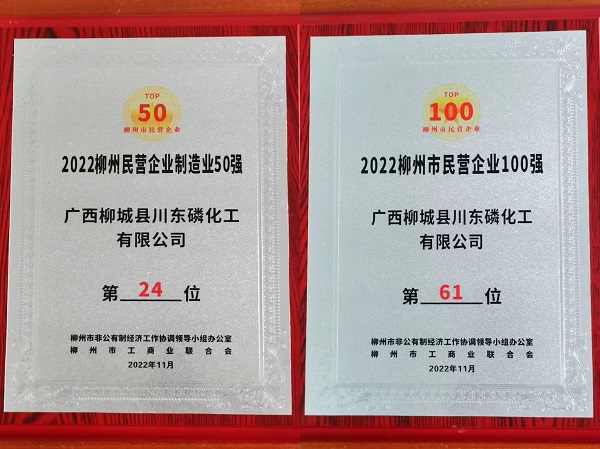 TOP
50
柳州市民营企业
2022柳州民营企业制造业50强
广西柳城县川东磷化工
有限公司
第24位
柳州市非公有制经济工作协调领导小组办公室
柳州市工商业联合会
2022年11月
TOP
100
柳州市民营企业
2022柳州市民营企业100强
广西柳城县川东磷化工
有限公司
第61位
柳州市非公有制经济工作协调领导小组办公室
柳州市工商业联合会
2022年11月